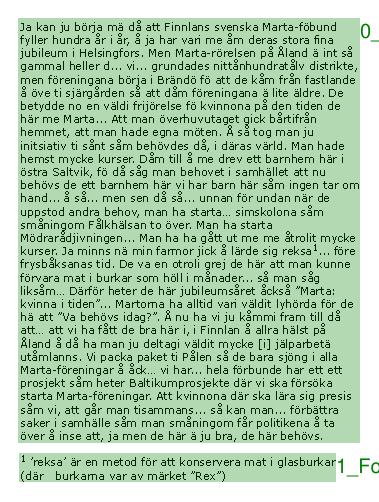 Ja kan ju börja mä då att Finnlans svenska Marta-föbund
fyller hundra år i år, å ja har vari me åm deras stora fina
jubileum i Helsingfors. Men Marta-rörelsen på Åland ä int så
gammal heller d... vi... grundades nittånhundratålv distrikte,
men föreningana börja i Brändö fö att de kåm från fastlande
å öve ti sjärgården så att dåm föreningana ä lite äldre. De
betydde no en väldi frijörelse fö kvinnona på den tiden de
här me Marta... Att man överhuvutaget gick bårtifrån
hemmet, att man hade egna möten. Å så tog man ju
initsiativ ti sånt såm behövdes då, i däras värld. Man hade
hemst mycke kurser. Dåm till å me drev ett barnhem här i
östra Saltvik, fö då såg man behovet i samhället att nu
behövs de ett barnhem här vi har barn här såm ingen tar om
hand... å så... men sen då så... unnan för undan när de
uppstod andra behov, man ha starta... simskolona såm
småningom Fålkhälsan to över. Man ha starta
Mödrarådjivningen... Man ha ha gått ut me me åtrolit mycke
kurser. Ja minns nä min farmor jick å lärde sig reksa¹... före
frysbåksanas tid. De va en otroli grej de här att man kunne
förvara mat i burkar som höll i månader... så man såg
liksåm... Därför heter de här jubileumsåret åckså ”Marta:
kvinna i tiden”... Martorna ha alltid vari väldit lyhörda för de
hä att ”Va behövs idag?”. Å nu ha vi ju kåmmi fram till då
att... att vi ha fått de bra här i, i Finnlan å allra hälst på
Åland å då ha man ju deltagi väldit mycke [i] jälparbetä
utåmlanns. Vi packa paket ti Pålen så de bara sjöng i alla
Marta-föreningar å åck... vi har... hela förbunde har ett ett
prosjekt såm heter Baltikumprosjekte där vi ska försöka
starta Marta-föreningar. Att kvinnona där ska lära sig presis
såm vi, att går man tisammans... så kan man... förbättra
saker i samhälle såm man småningom får politikena å ta
över å inse att, ja men de här ä ju bra, de här behövs.
0_
¹ ’reksa’ är en metod för att konservera mat i glasburkar
(där burkarna var av märket ”Rex”)
1_Fo